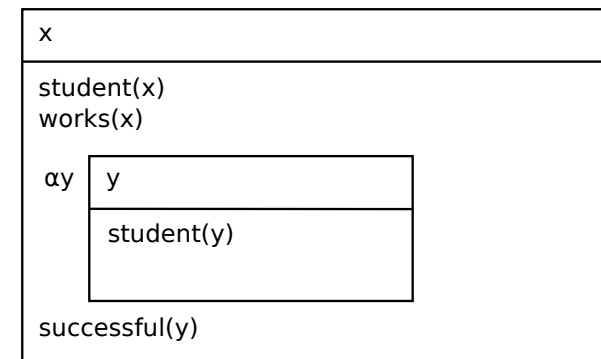 x
student(x)
works(x)
αy y
student(y)
successful(y)